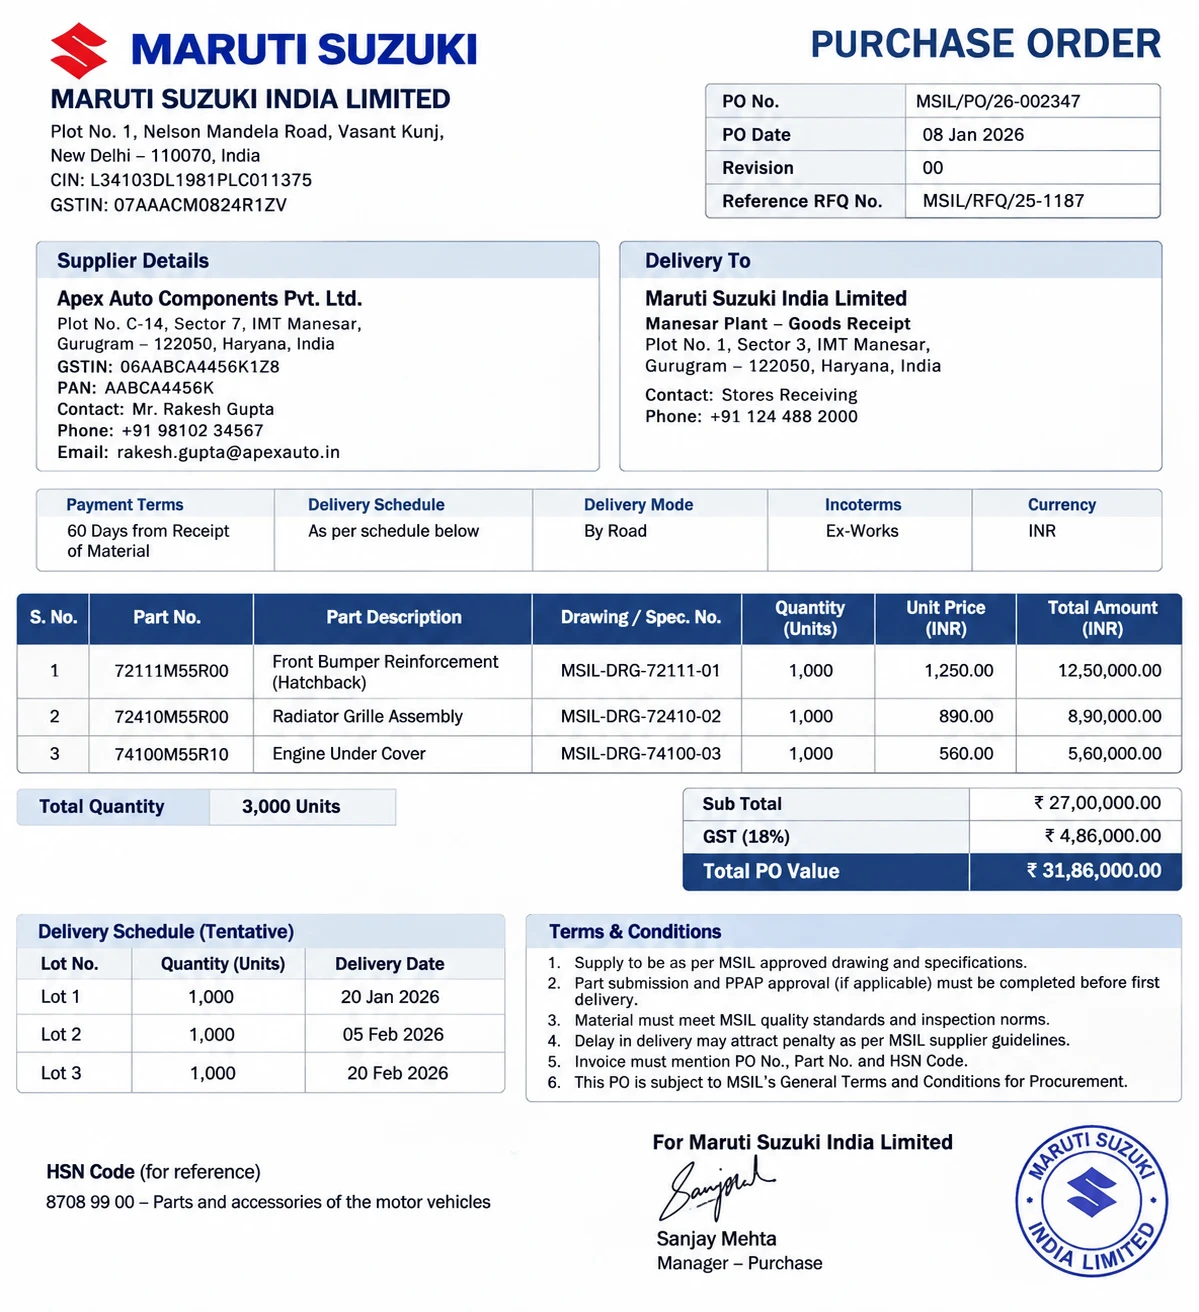 MARUTI SUZUKI
PURCHASE ORDER
MARUTI SUZUKI INDIA LIMITED
Plot No. 1, Nelson Mandela Road, Vasant Kunj,
New Delhi – 110070, India
CIN: L34103DL1981PLC011375
GSTIN: 07AAACM0824R1ZV
PO No. MSIL/PO/26-002347
PO Date 08 Jan 2026
Revision 00
Reference RFQ No. MSIL/RFQ/25-1187
Supplier Details
Apex Auto Components Pvt. Ltd.
Plot No. C-14, Sector 7, IMT Manesar,
Gurugram – 122050, Haryana, India
GSTIN: 06AABCA4456K1Z8
PAN: AABCA4456K
Contact: Mr. Rakesh Gupta
Phone: +91 98102 34567
Email: rakesh.gupta@apexauto.in
Delivery To
Maruti Suzuki India Limited
Manesar Plant – Goods Receipt
Plot No. 1, Sector 3, IMT Manesar,
Gurugram – 122050, Haryana, India
Contact: Stores Receiving
Phone: +91 124 488 2000
Payment Terms Delivery Schedule Delivery Mode Incoterms Currency
60 Days from Receipt As per schedule below By Road Ex-Works INR
of Material
S. No. Part No. Part Description Drawing / Spec. No. Quantity (Units) Unit Price (INR) Total Amount (INR)
1 72111M55R00 Front Bumper Reinforcement (Hatchback) MSIL-DRG-72111-01 1,000 1,250.00 12,50,000.00
2 72410M55R00 Radiator Grille Assembly MSIL-DRG-72410-02 1,000 890.00 8,90,000.00
3 74100M55R10 Engine Under Cover MSIL-DRG-74100-03 1,000 560.00 5,60,000.00
Total Quantity 3,000 Units
Sub Total ₹ 27,00,000.00
GST (18%) ₹ 4,86,000.00
Total PO Value ₹ 31,86,000.00
Delivery Schedule (Tentative)
Lot No. Quantity (Units) Delivery Date
Lot 1 1,000 20 Jan 2026
Lot 2 1,000 05 Feb 2026
Lot 3 1,000 20 Feb 2026
Terms & Conditions
1. Supply to be as per MSIL approved drawing and specifications.
2. Part submission and PPAP approval (if applicable) must be completed before first
delivery.
3. Material must meet MSIL quality standards and inspection norms.
4. Delay in delivery may attract penalty as per MSIL supplier guidelines.
5. Invoice must mention PO No., Part No. and HSN Code.
6. This PO is subject to MSIL's General Terms and Conditions for Procurement.
HSN Code (for reference)
8708 99 00 – Parts and accessories of the motor vehicles
For Maruti Suzuki India Limited
Sanjay Mehta
Manager – Purchase
MARUTI SUZUKI
INDIA LIMITED